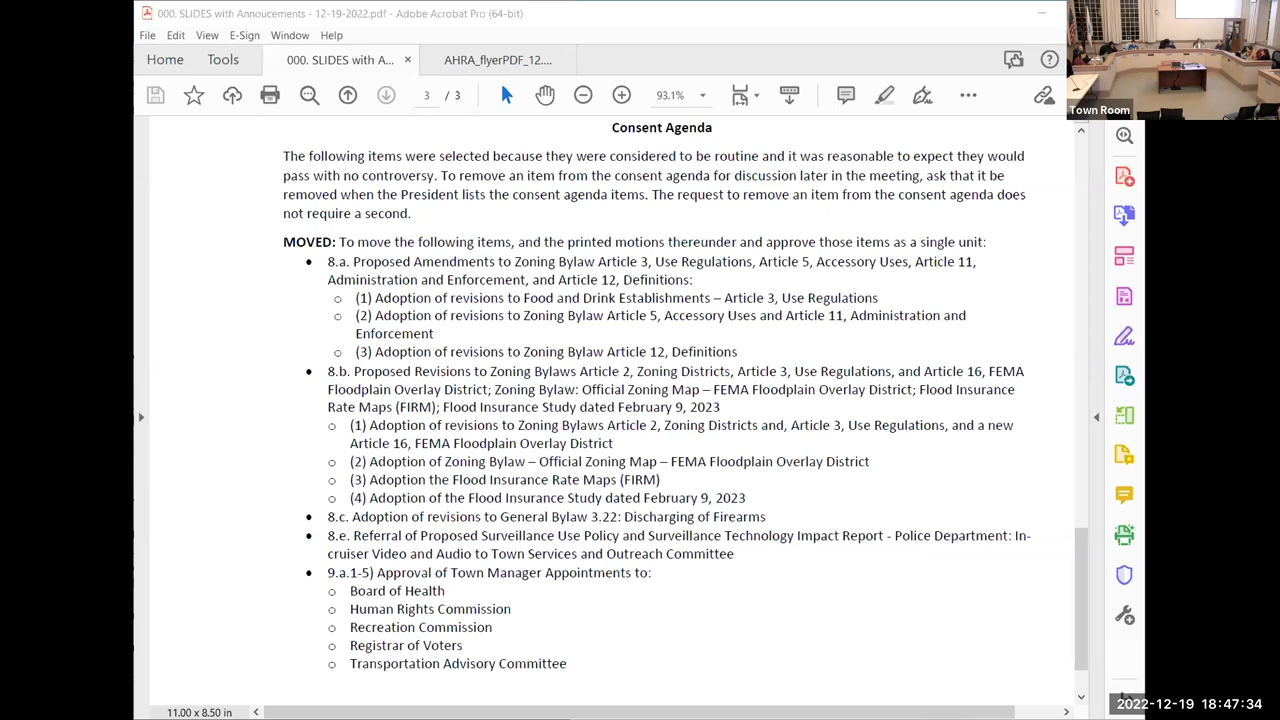 000. SLIDES with Annoucements - 12-19-2022.pdf - Adobe Acrobat Pro (64-bit)
File Edit View E-Sign Window Help
Home Tools 000. SLIDES with A... × AHRA_flyerPDF_12....
3 / 3 93.1%
Town Room
Consent Agenda
The following items were selected because they were considered to be routine and it was reasonable to expect they would
pass with no controversy. To remove an item from the consent agenda for discussion later in the meeting, ask that it be
removed when the President lists the consent agenda items. The request to remove an item from the consent agenda does
not require a second.
MOVED: To move the following items, and the printed motions thereunder and approve those items as a single unit:
• 8.a. Proposed Amendments to Zoning Bylaw Article 3, Use Regulations, Article 5, Accessory Uses, Article 11,
Administration and Enforcement, and Article 12, Definitions:
o (1) Adoption of revisions to Food and Drink Establishments – Article 3, Use Regulations
o (2) Adoption of revisions to Zoning Bylaw Article 5, Accessory Uses and Article 11, Administration and
Enforcement
o (3) Adoption of revisions to Zoning Bylaw Article 12, Definitions
• 8.b. Proposed Revisions to Zoning Bylaws Article 2, Zoning Districts, Article 3, Use Regulations, and Article 16, FEMA
Floodplain Overlay District; Zoning Bylaw: Official Zoning Map – FEMA Floodplain Overlay District; Flood Insurance
Rate Maps (FIRM); Flood Insurance Study dated February 9, 2023
o (1) Adoption of revisions to Zoning Bylaws Article 2, Zoning Districts and, Article 3, Use Regulations, and a new
Article 16, FEMA Floodplain Overlay District
o (2) Adoption of Zoning Bylaw – Official Zoning Map – FEMA Floodplain Overlay District
o (3) Adoption the Flood Insurance Rate Maps (FIRM)
o (4) Adoption of the Flood Insurance Study dated February 9, 2023
• 8.c. Adoption of revisions to General Bylaw 3.22: Discharging of Firearms
• 8.e. Referral of Proposed Surveillance Use Policy and Surveillance Technology Impact Report - Police Department: In-
cruiser Video and Audio to Town Services and Outreach Committee
• 9.a.1-5) Approval of Town Manager Appointments to:
o Board of Health
o Human Rights Commission
o Recreation Commission
o Registrar of Voters
o Transportation Advisory Committee
11.00 x 8.50 in
2022-12-19 18:47:34